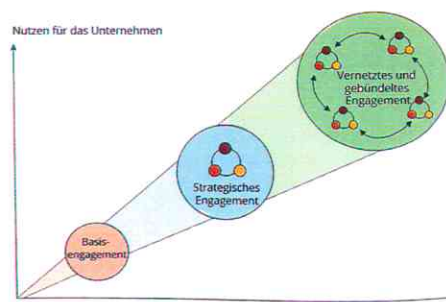 Nutzen für das Unternehmen
Vernetztes und
gebündeltes
Engagement
Strategisches
Engagement
Basis-
engagement